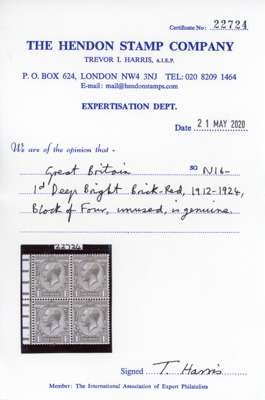 Certificate No: 22724
THE HENDON STAMP COMPANY
TREVOR I. HARRIS, A.I.E.P.
P. O. BOX 624, LONDON NW4 3NJ TEL: 020 8209 1464
E-mail: mail@hendonstamps.com
EXPERTISATION DEPT.
Date 21 MAY 2020
We are of the opinion that -
Great Britain SG N16-
1d Deep Bright Brick-Red, 1912-1924,
Block of Four, unused, is genuine.
22724
Signed T. Harris
Member: The International Association of Expert Philatelists